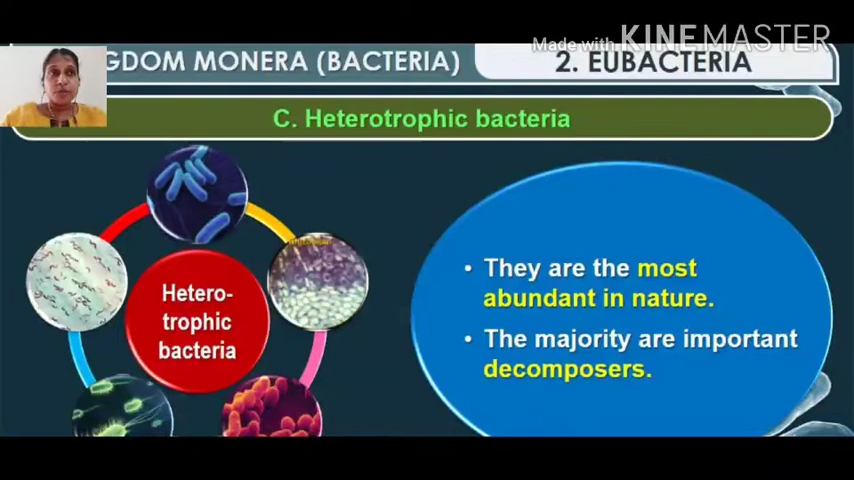 Made with KINEMASTER
GDOM MONERA (BACTERIA)
2. EUBACTERIA
C. Heterotrophic bacteria
Hetero-
trophic
bacteria
• They are the most
abundant in nature.
• The majority are important
decomposers.